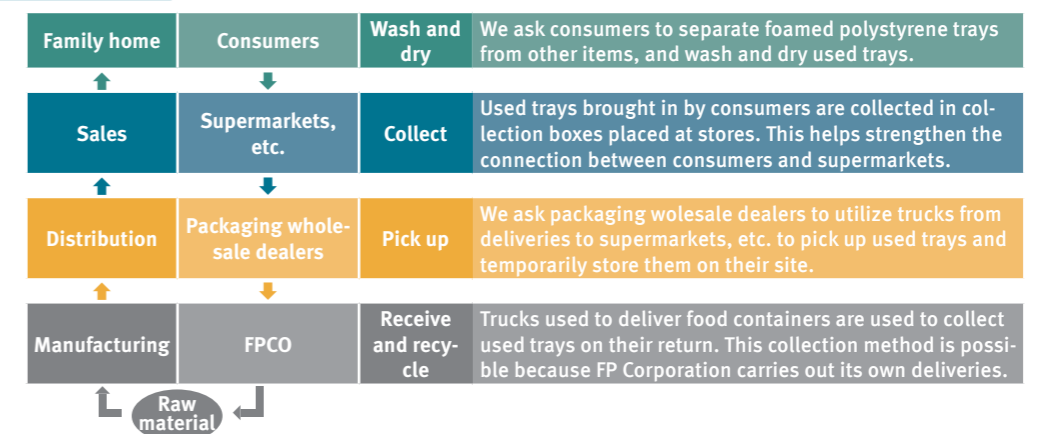 Family home
Consumers
Wash and
dry
We ask consumers to separate foamed polystyrene trays
from other items, and wash and dry used trays.
Sales
Supermarkets,
etc.
Collect
Used trays brought in by consumers are collected in col-
lection boxes placed at stores. This helps strengthen the
connection between consumers and supermarkets.
Distribution
Packaging whole-
sale dealers
Pick up
We ask packaging wolesale dealers to utilize trucks from
deliveries to supermarkets, etc. to pick up used trays and
temporarily store them on their site.
Manufacturing
FPCO
Receive
and recy-
cle
Trucks used to deliver food containers are used to collect
used trays on their return. This collection method is possi-
ble because FP Corporation carries out its own deliveries.
Raw
material